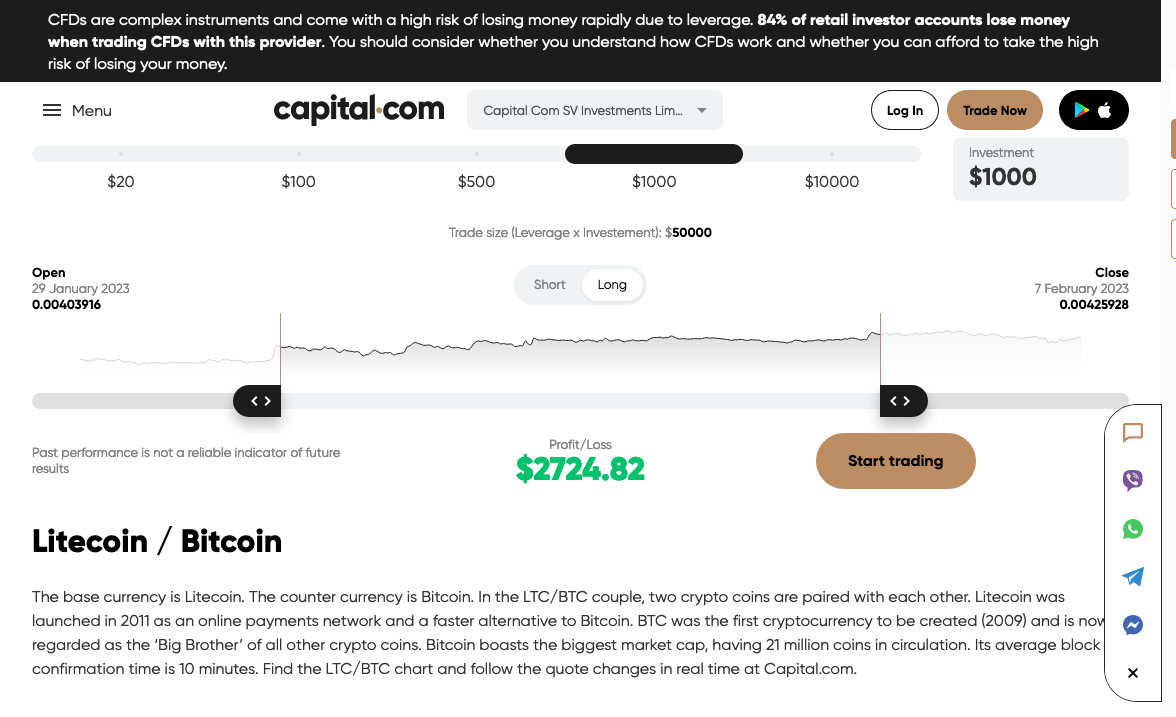 CFDs are complex instruments and come with a high risk of losing money rapidly due to leverage. 84% of retail investor accounts lose money
when trading CFDs with this provider. You should consider whether you understand how CFDs work and whether you can afford to take the high
risk of losing your money.
Menu
capital.com
Capital Com SV Investments Lim...
Log In
Trade Now
$20
$100
$500
$1000
$10000
Investment
$1000
Trade size (Leverage x Investement): $50000
Open
29 January 2023
0.00403916
Short
Long
Close
7 February 2023
0.00425928
Past performance is not a reliable indicator of future
results
Profit/Loss
$2724.82
Start trading
Litecoin / Bitcoin
The base currency is Litecoin. The counter currency is Bitcoin. In the LTC/BTC couple, two crypto coins are paired with each other. Litecoin was
launched in 2011 as an online payments network and a faster alternative to Bitcoin. BTC was the first cryptocurrency to be created (2009) and is now
regarded as the ‘Big Brother’ of all other crypto coins. Bitcoin boasts the biggest market cap, having 21 million coins in circulation. Its average block
confirmation time is 10 minutes. Find the LTC/BTC chart and follow the quote changes in real time at Capital.com.